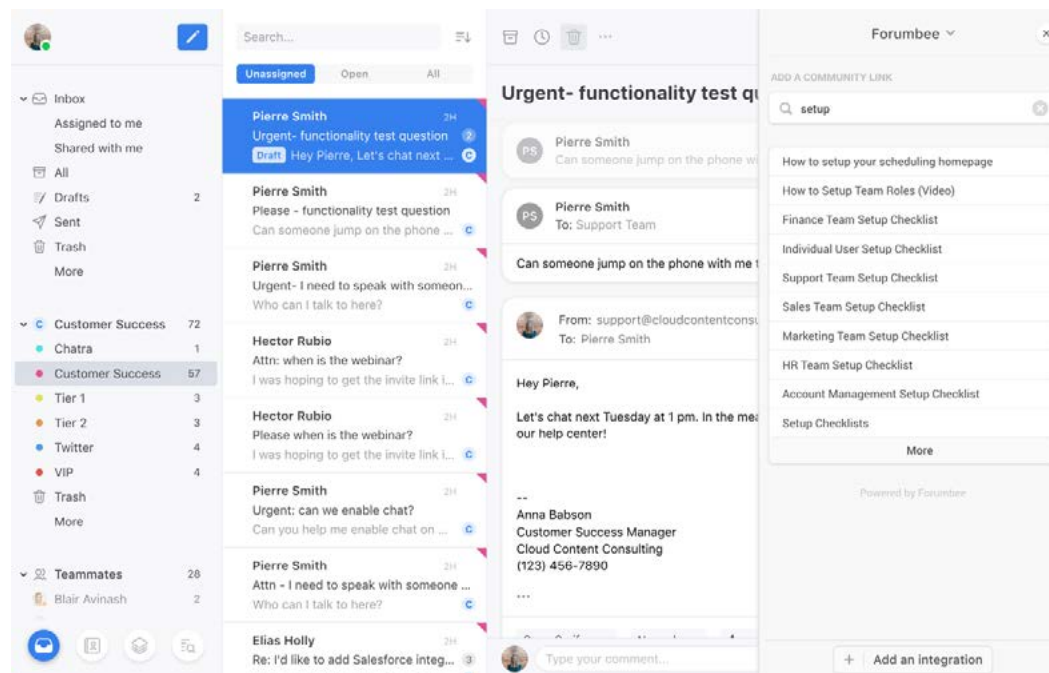 Inbox
Assigned to me
Shared with me
All
Drafts 2
Sent
Trash
More
C Customer Success 72
Chatra 1
Customer Success 57
Tier 1 3
Tier 2 3
Twitter 4
VIP 4
Trash
More
Teammates 28
Blair Avinash 2
Search...
Unassigned Open All
Pierre Smith 2H
Urgent- functionality test question 2
Draft Hey Pierre, Let's chat next ... C
Pierre Smith 2H
Please - functionality test question
Can someone jump on the phone ... C
Pierre Smith 2H
Urgent- I need to speak with someon...
Who can I talk to here? C
Hector Rubio 2H
Attn: when is the webinar?
I was hoping to get the invite link i... C
Hector Rubio 2H
Please when is the webinar?
I was hoping to get the invite link i... C
Pierre Smith 2H
Urgent: can we enable chat?
Can you help me enable chat on ... C
Pierre Smith 2H
Attn - I need to speak with someone ...
Who can I talk to here? C
Elias Holly 2H
Re: I'd like to add Salesforce integ... 3
Urgent- functionality test qu
PS Pierre Smith
Can someone jump on the phone wi
PS Pierre Smith
To: Support Team
Can someone jump on the phone with me
From: support@cloudcontentconsu
To: Pierre Smith
Hey Pierre,
Let's chat next Tuesday at 1 pm. In the mea
our help center!
--
Anna Babson
Customer Success Manager
Cloud Content Consulting
(123) 456-7890
...
Type your comment...
Forumbee
ADD A COMMUNITY LINK
setup
How to setup your scheduling homepage
How to Setup Team Roles (Video)
Finance Team Setup Checklist
Individual User Setup Checklist
Support Team Setup Checklist
Sales Team Setup Checklist
Marketing Team Setup Checklist
HR Team Setup Checklist
Account Management Setup Checklist
Setup Checklists
More
Powered by Forumbee
+ Add an integration